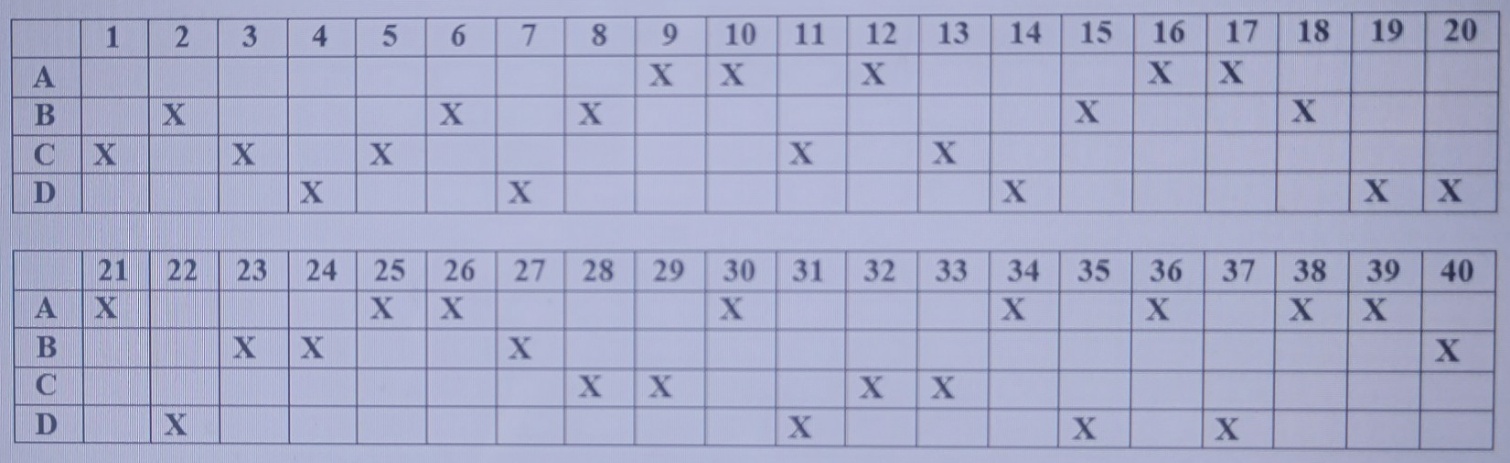 1 2 3 4 5 6 7 8 9 10 11 12 13 14 15 16 17 18 19 20
A X X X X X
B X X X X X
C X X X X X
D X X X X X
21 22 23 24 25 26 27 28 29 30 31 32 33 34 35 36 37 38 39 40
A X X X X X X X X
B X X X X
C X X X X
D X X X X